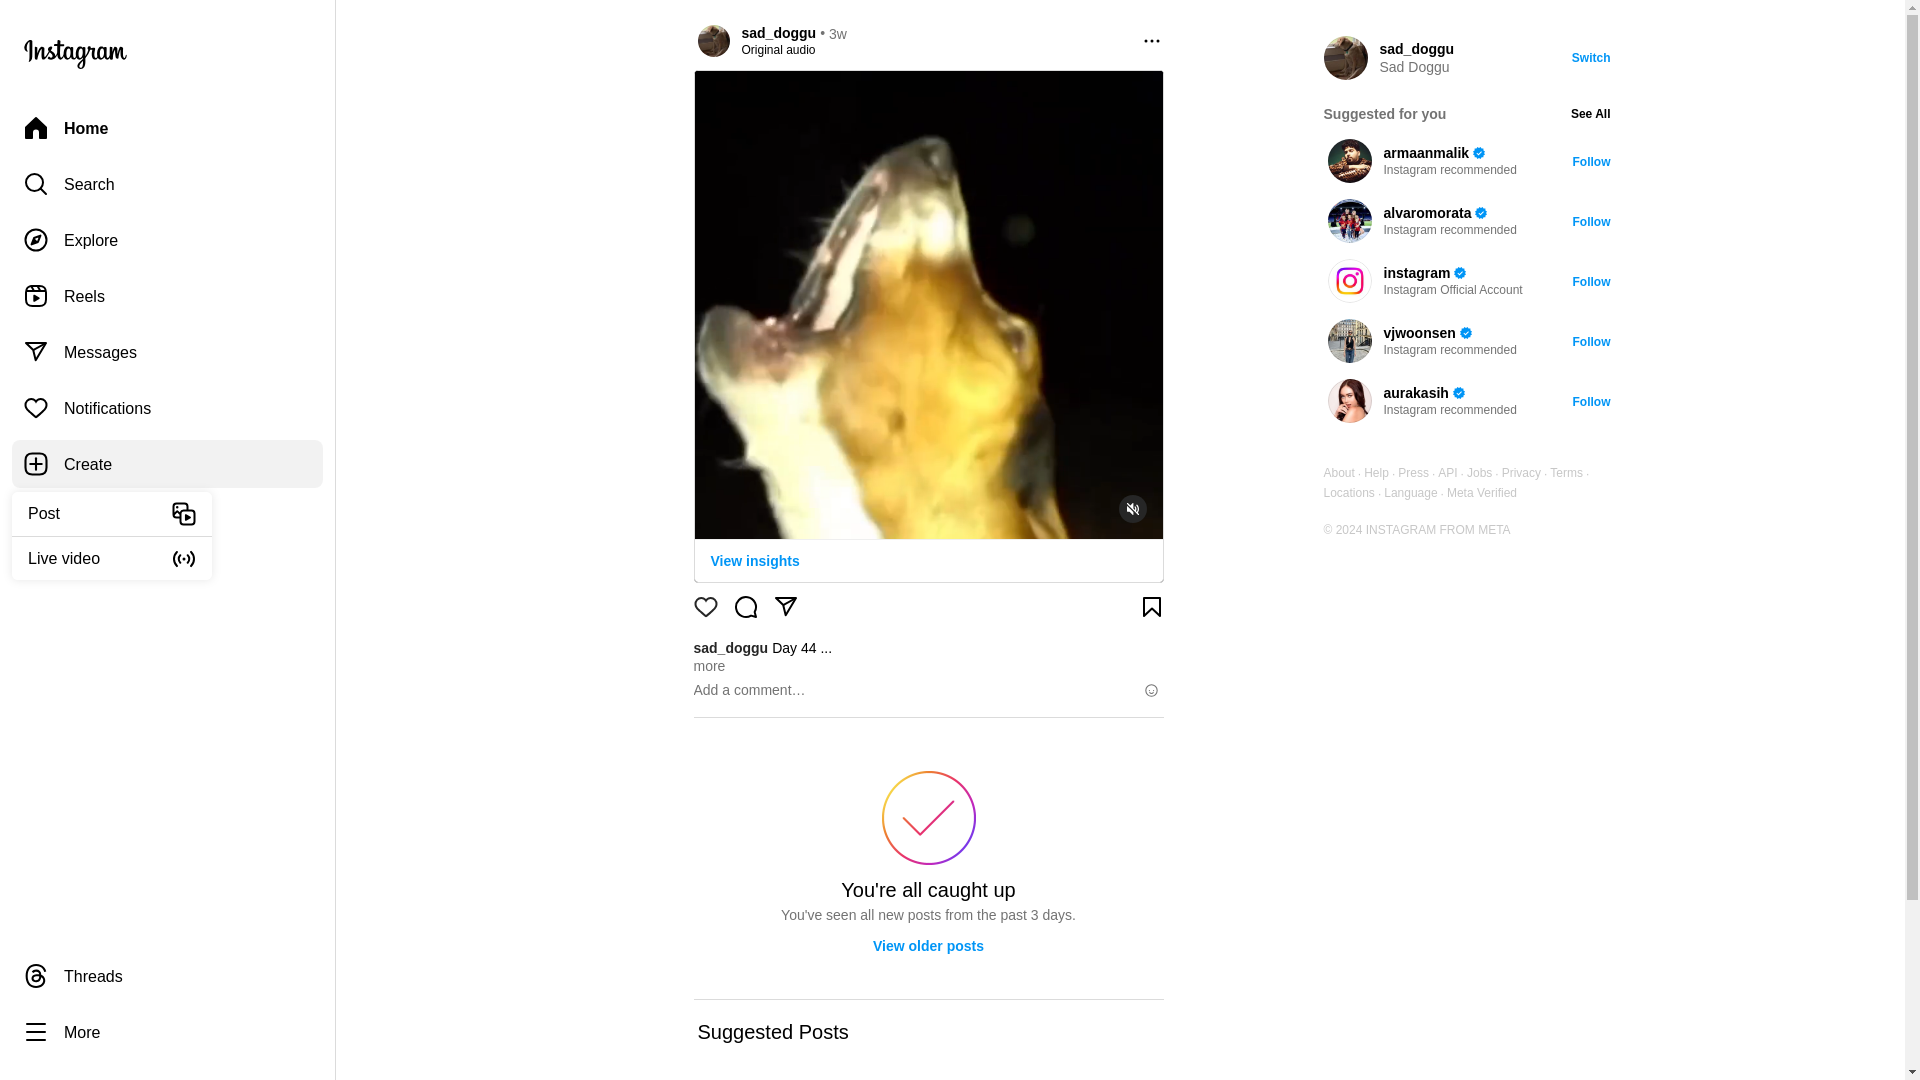 Instagram
Home
Search
Explore
Reels
Messages
Notifications
Create
Post
Live video
Threads
More
sad_doggu • 3w
Original audio
View insights
sad_doggu Day 44 ...
more
Add a comment…
You're all caught up
You've seen all new posts from the past 3 days.
View older posts
Suggested Posts
sad_doggu
Sad Doggu
Switch
Suggested for you
See All
armaanmalik
Instagram recommended
Follow
alvaromorata
Instagram recommended
Follow
instagram
Instagram Official Account
Follow
vjwoonsen
Instagram recommended
Follow
aurakasih
Instagram recommended
Follow
About · Help · Press · API · Jobs · Privacy · Terms ·
Locations · Language · Meta Verified
© 2024 INSTAGRAM FROM META